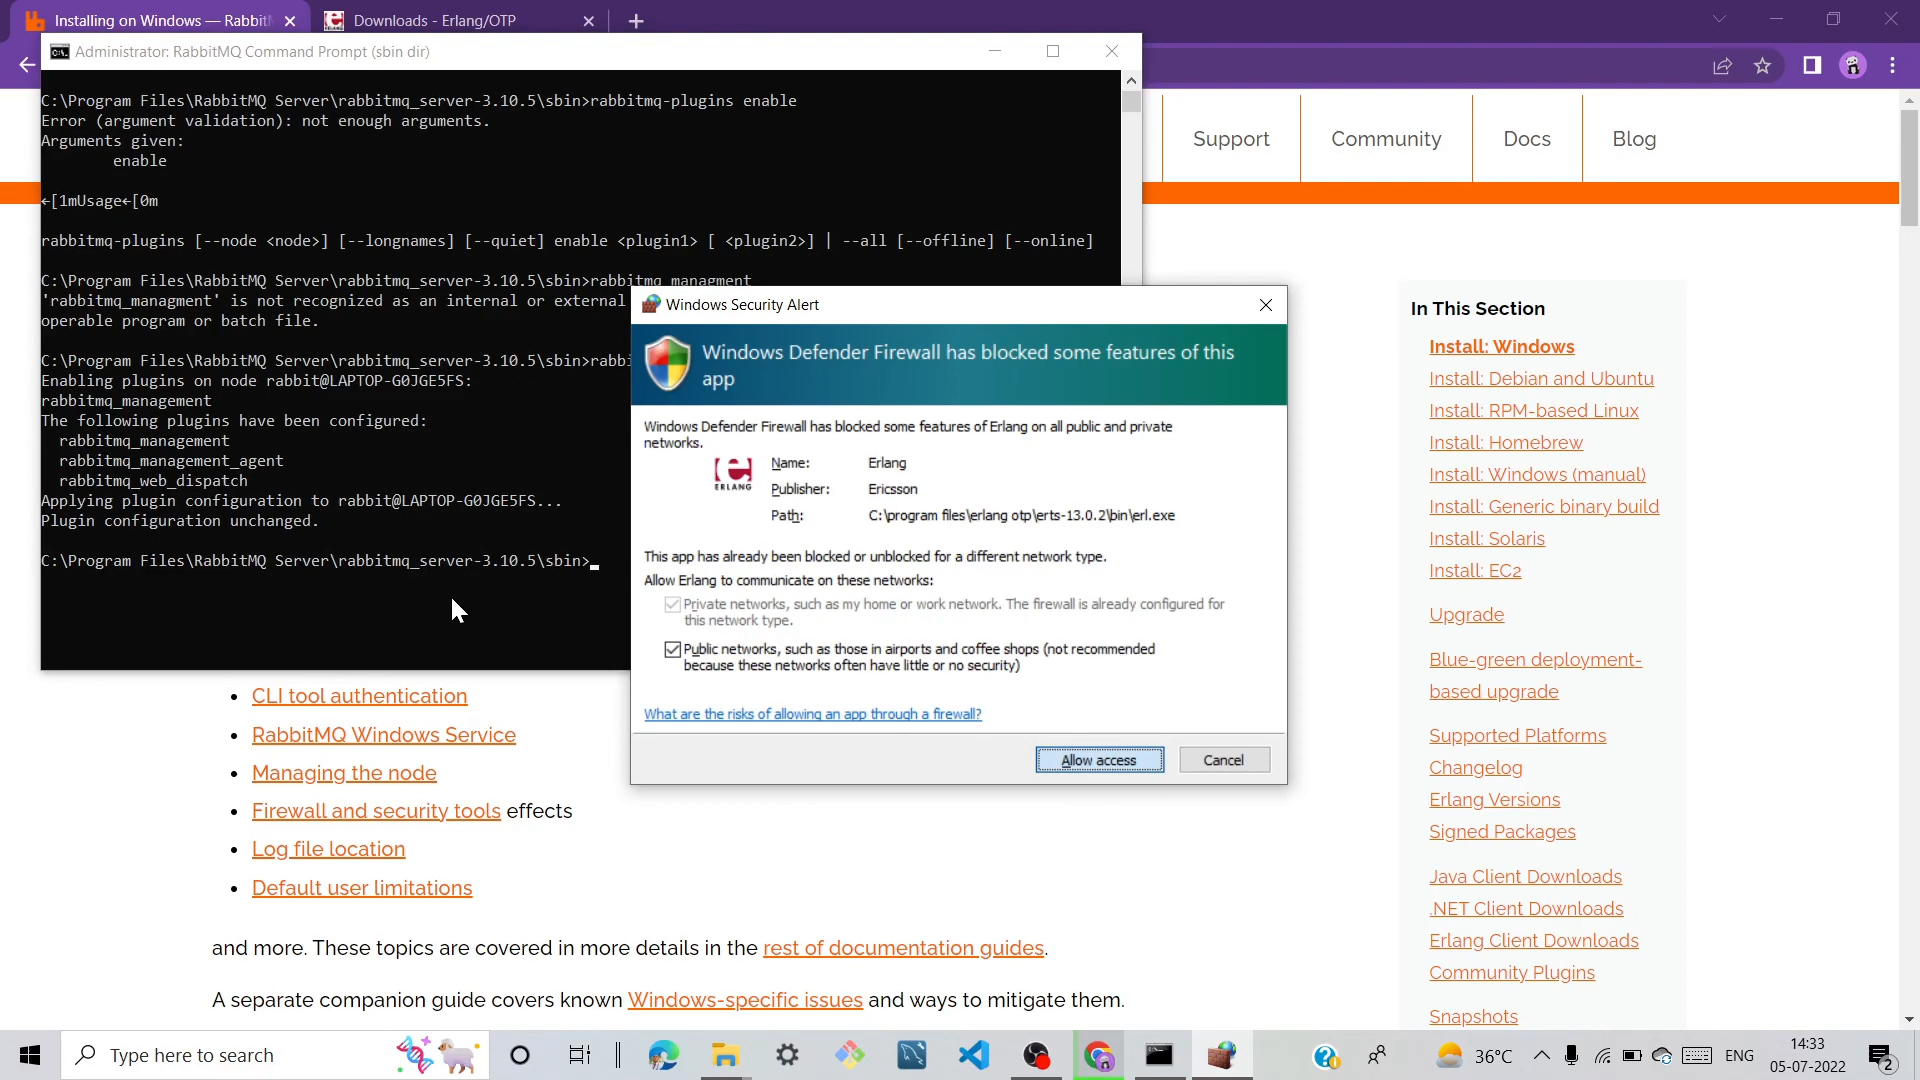 Installing on Windows — Rabbit
Downloads - Erlang/OTP
Administrator: RabbitMQ Command Prompt (sbin dir)
C:\Program Files\RabbitMQ Server\rabbitmq_server-3.10.5\sbin>rabbitmq-plugins enable
Error (argument validation): not enough arguments.
Arguments given:
enable
←[1mUsage←[0m
rabbitmq-plugins [--node <node>] [--longnames] [--quiet] enable <plugin1> [ <plugin2>] | --all [--offline] [--online]
C:\Program Files\RabbitMQ Server\rabbitmq_server-3.10.5\sbin>rabbitmq_managment
'rabbitmq_managment' is not recognized as an internal or external
operable program or batch file.
C:\Program Files\RabbitMQ Server\rabbitmq_server-3.10.5\sbin>rabbi
Enabling plugins on node rabbit@LAPTOP-G0JGE5FS:
rabbitmq_management
The following plugins have been configured:
rabbitmq_management
rabbitmq_management_agent
rabbitmq_web_dispatch
Applying plugin configuration to rabbit@LAPTOP-G0JGE5FS...
Plugin configuration unchanged.
C:\Program Files\RabbitMQ Server\rabbitmq_server-3.10.5\sbin>
Support
Community
Docs
Blog
Windows Security Alert
Windows Defender Firewall has blocked some features of this
app
Windows Defender Firewall has blocked some features of Erlang on all public and private
networks.
ERLANG
Name: Erlang
Publisher: Ericsson
Path: C:\program files\erlang otp\erts-13.0.2\bin\erl.exe
This app has already been blocked or unblocked for a different network type.
Allow Erlang to communicate on these networks:
Private networks, such as my home or work network. The firewall is already configured for
this network type.
Public networks, such as those in airports and coffee shops (not recommended
because these networks often have little or no security)
What are the risks of allowing an app through a firewall?
Allow access
Cancel
CLI tool authentication
RabbitMQ Windows Service
Managing the node
Firewall and security tools effects
Log file location
Default user limitations
and more. These topics are covered in more details in the rest of documentation guides.
A separate companion guide covers known Windows-specific issues and ways to mitigate them.
In This Section
Install: Windows
Install: Debian and Ubuntu
Install: RPM-based Linux
Install: Homebrew
Install: Windows (manual)
Install: Generic binary build
Install: Solaris
Install: EC2
Upgrade
Blue-green deployment-
based upgrade
Supported Platforms
Changelog
Erlang Versions
Signed Packages
Java Client Downloads
.NET Client Downloads
Erlang Client Downloads
Community Plugins
Snapshots
Type here to search
36°C
ENG
14:33
05-07-2022
2